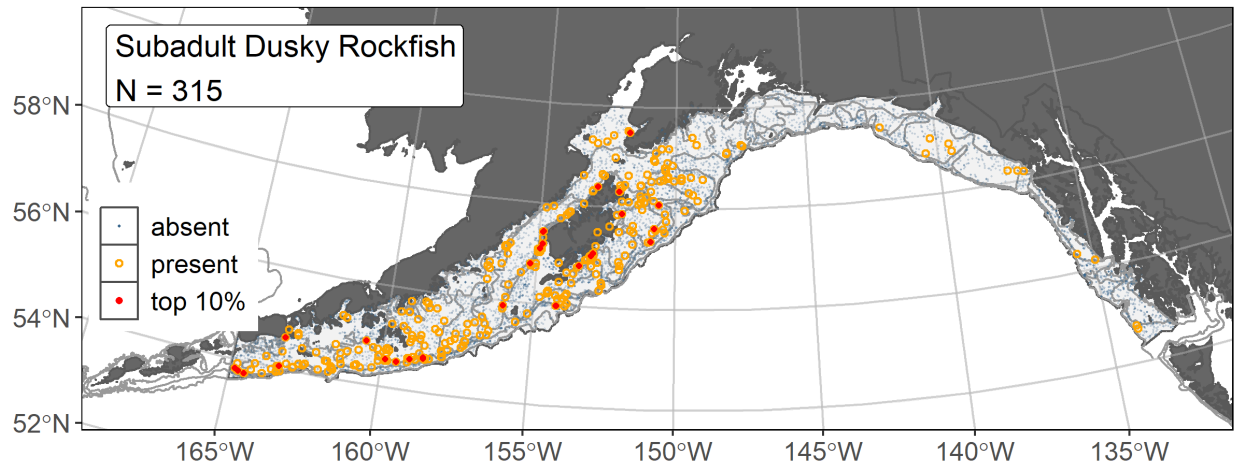 Subadult Dusky Rockfish
N = 315
58°N
56°N
54°N
52°N
absent
present
top 10%
165°W 160°W 155°W 150°W 145°W 140°W 135°W